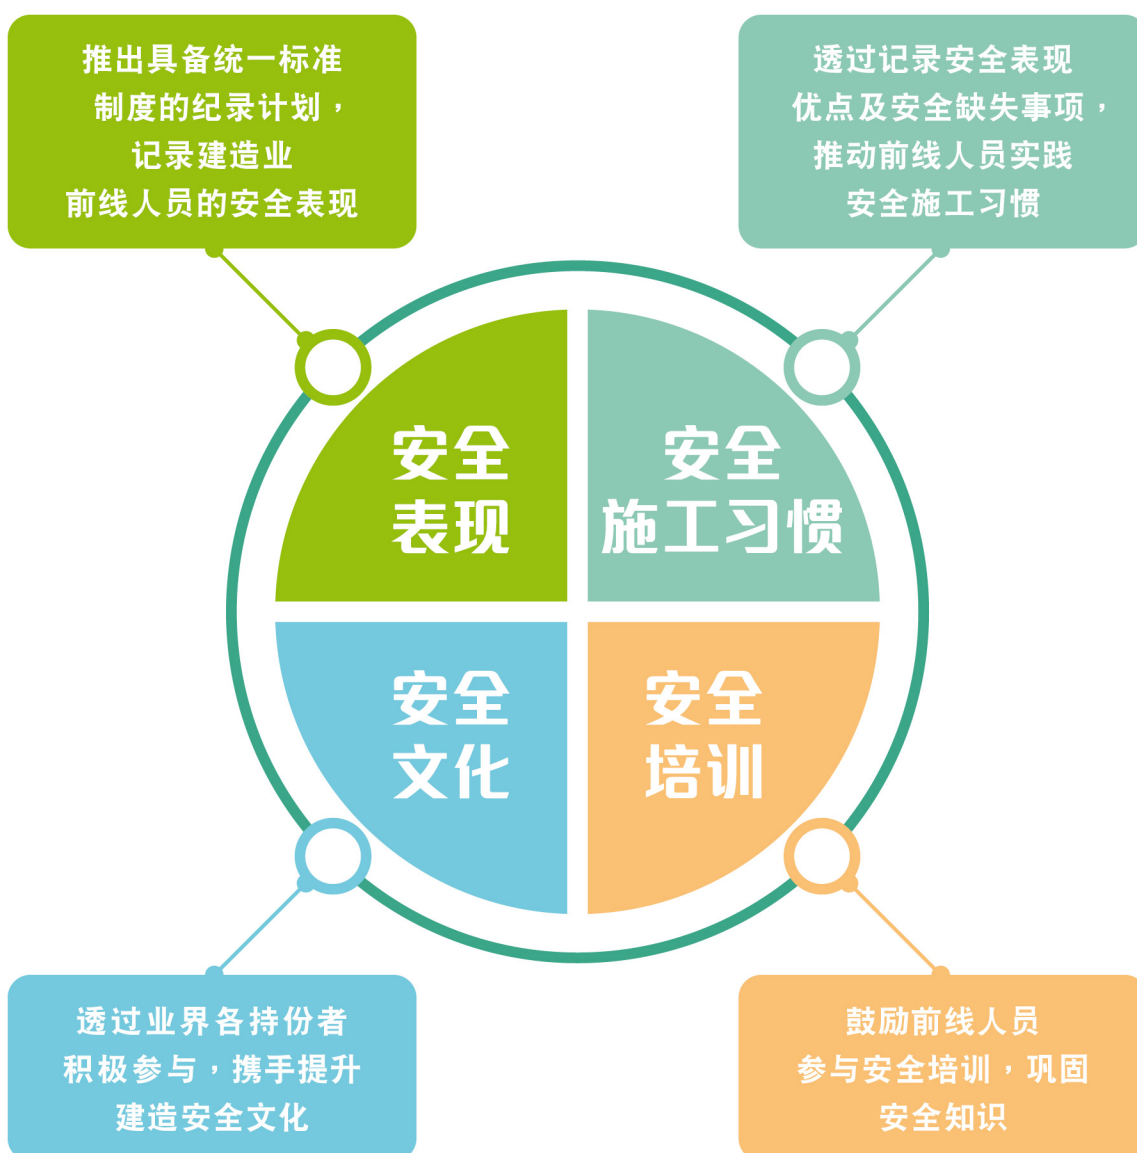 推出具备统一标准
制度的纪录计划，
记录建造业
前线人员的安全表现
透过记录安全表现
优点及安全缺失事项，
推动前线人员实践
安全施工习惯
安全
表现
安全
施工习惯
安全
文化
安全
培训
透过业界各持份者
积极参与，携手提升
建造安全文化
鼓励前线人员
参与安全培训，巩固
安全知识